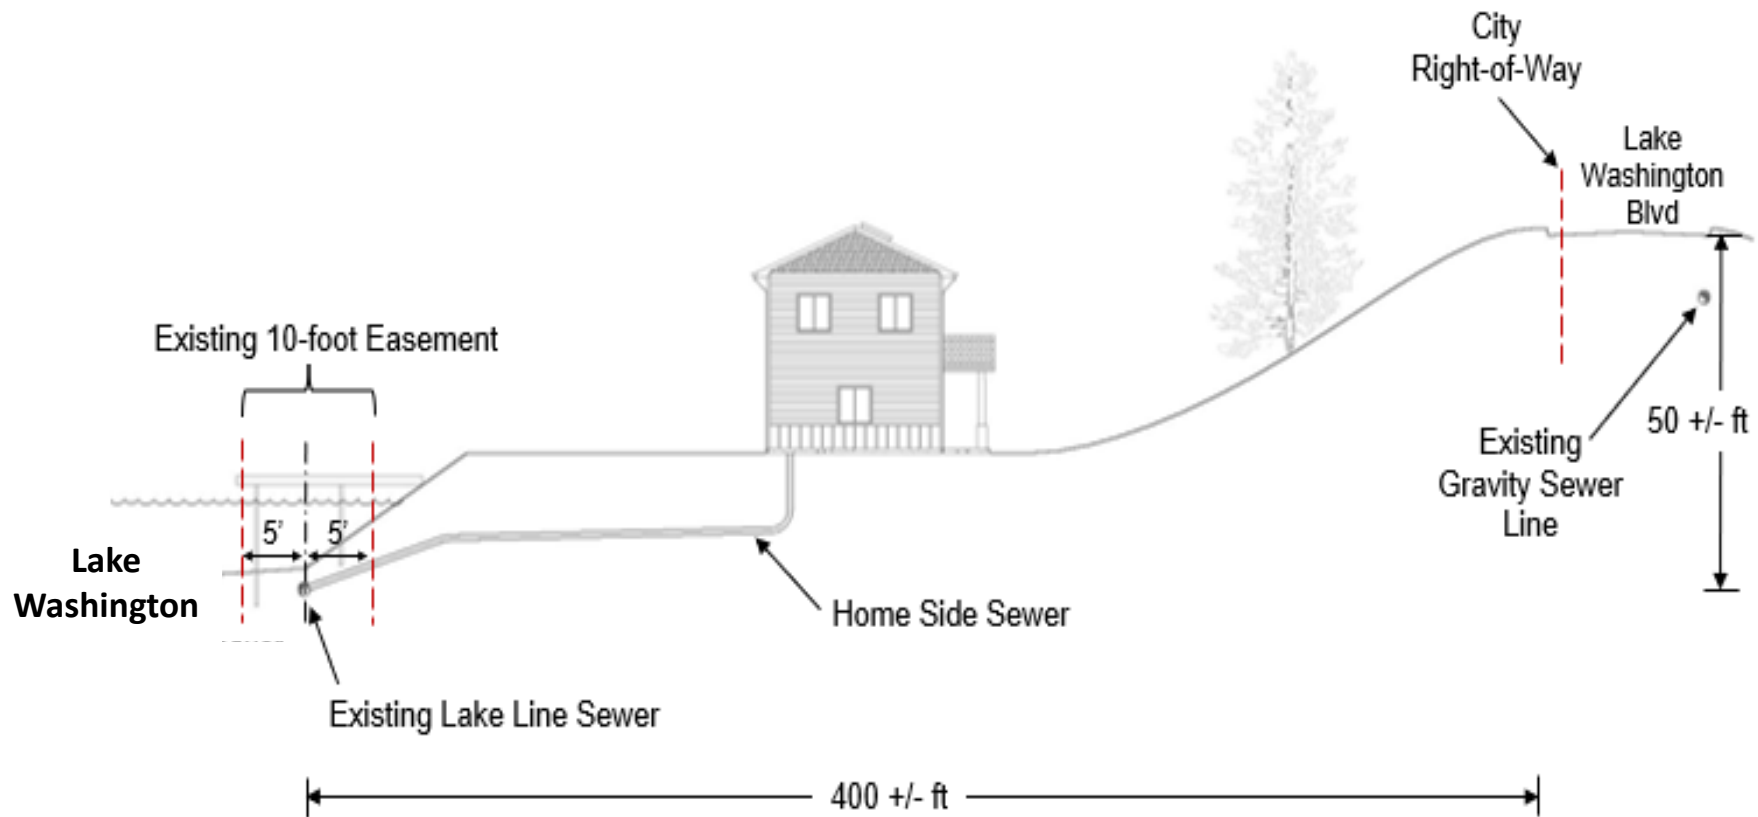 City
Right-of-Way
Lake
Washington
Blvd
Existing 10-foot Easement
50 +/- ft
Existing
Gravity Sewer
Line
5’
5’
Lake
Washington
Home Side Sewer
Existing Lake Line Sewer
400 +/- ft